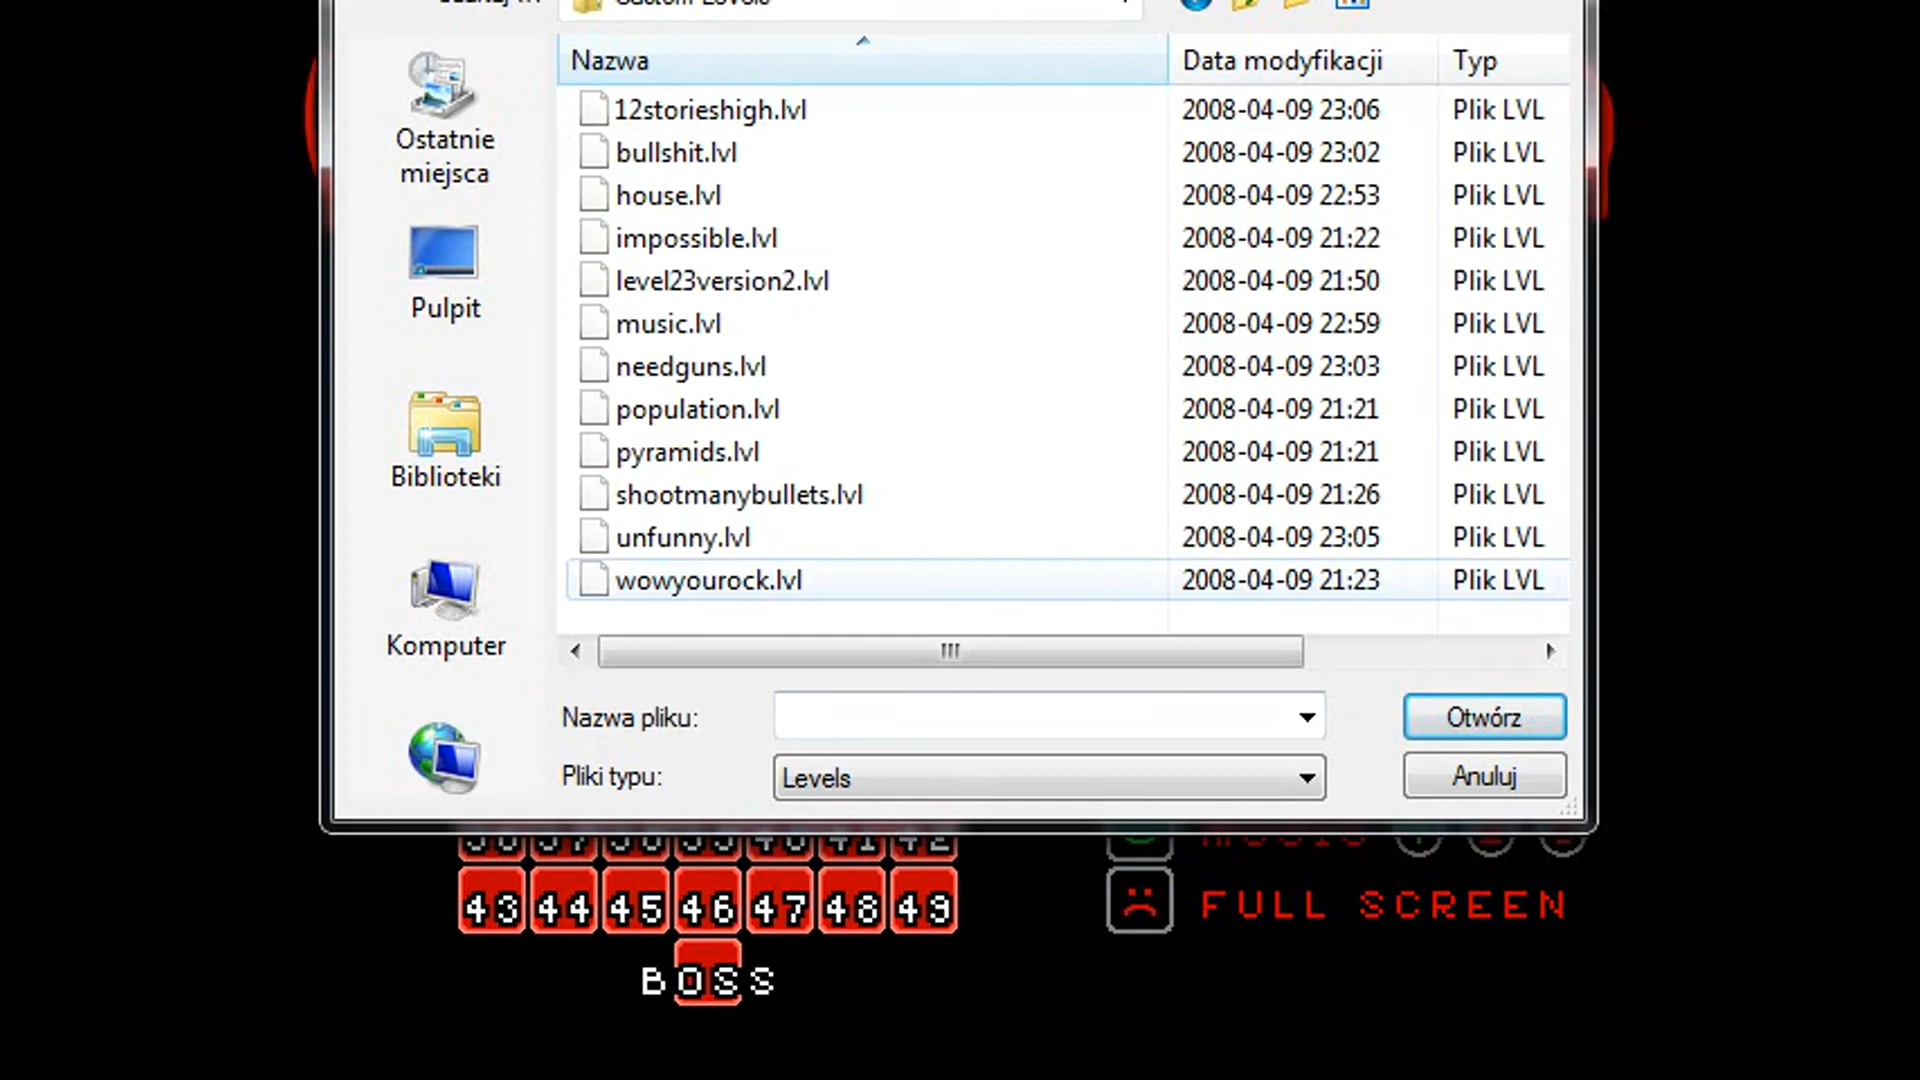 Custom Levels
Nazwa Data modyfikacji Typ
12storieshigh.lvl 2008-04-09 23:06 Plik LVL
bullshit.lvl 2008-04-09 23:02 Plik LVL
house.lvl 2008-04-09 22:53 Plik LVL
impossible.lvl 2008-04-09 21:22 Plik LVL
level23version2.lvl 2008-04-09 21:50 Plik LVL
music.lvl 2008-04-09 22:59 Plik LVL
needguns.lvl 2008-04-09 23:03 Plik LVL
population.lvl 2008-04-09 21:21 Plik LVL
pyramids.lvl 2008-04-09 21:21 Plik LVL
shootmanybullets.lvl 2008-04-09 21:26 Plik LVL
unfunny.lvl 2008-04-09 23:05 Plik LVL
wowyourock.lvl 2008-04-09 21:23 Plik LVL
Ostatnie
miejsca
Pulpit
Biblioteki
Komputer
Nazwa pliku: Otwórz
Pliki typu: Levels Anuluj
43 44 45 46 47 48 49 FULL SCREEN
BOSS